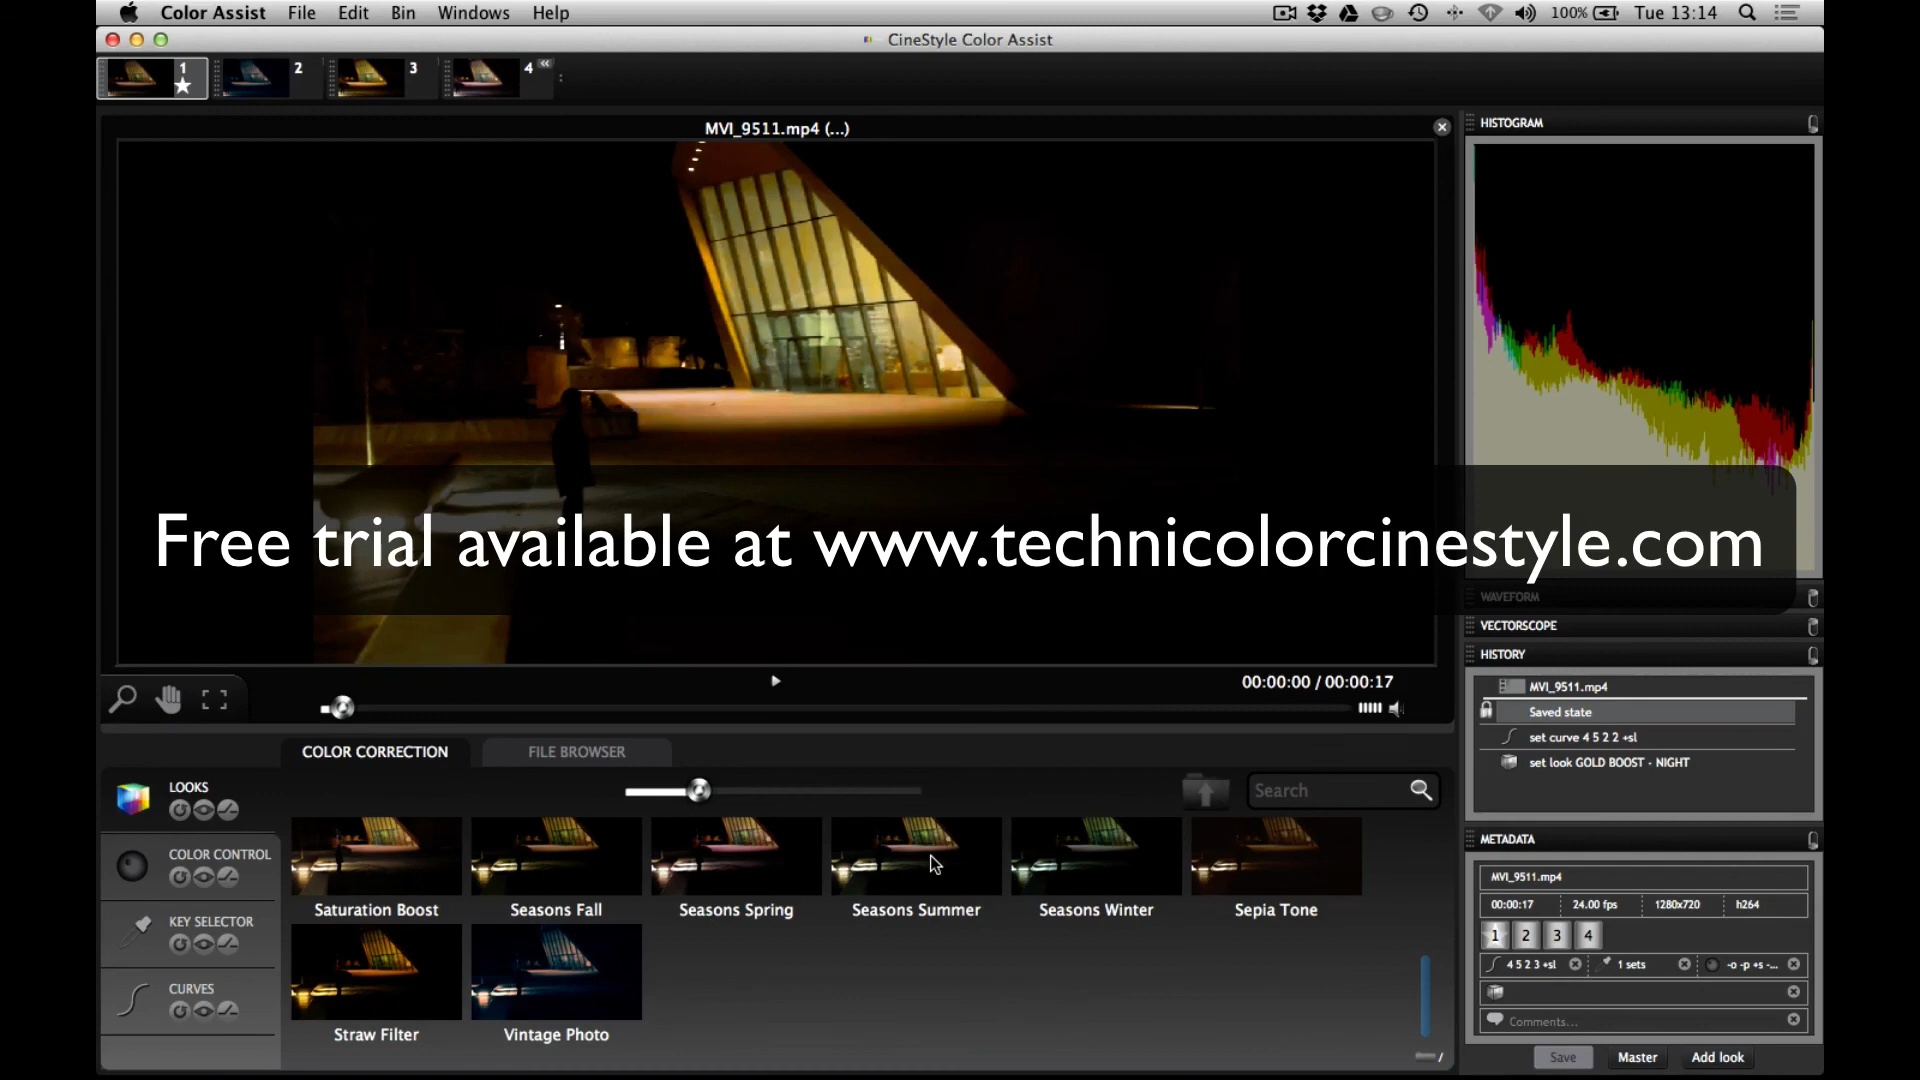 Color Assist File Edit Bin Windows Help
100% Tue 13:14
CineStyle Color Assist
1 2 3 4
MVI_9511.mp4 (...)
HISTOGRAM
Free trial available at www.technicolorcinestyle.com
WAVEFORM
VECTORSCOPE
HISTORY
MVI_9511.mp4
Saved state
set curve 4 5 2 2 +sl
set look GOLD BOOST - NIGHT
00:00:00 / 00:00:17
COLOR CORRECTION FILE BROWSER
LOOKS
COLOR CONTROL
KEY SELECTOR
CURVES
Search
Saturation Boost Seasons Fall Seasons Spring Seasons Summer Seasons Winter Sepia Tone
Straw Filter Vintage Photo
METADATA
MVI_9511.mp4
00:00:17 24.00 fps 1280x720 h264
1 2 3 4
4 5 2 3 +sl 1 sets -o -p +s -...
Comments...
Save Master Add look